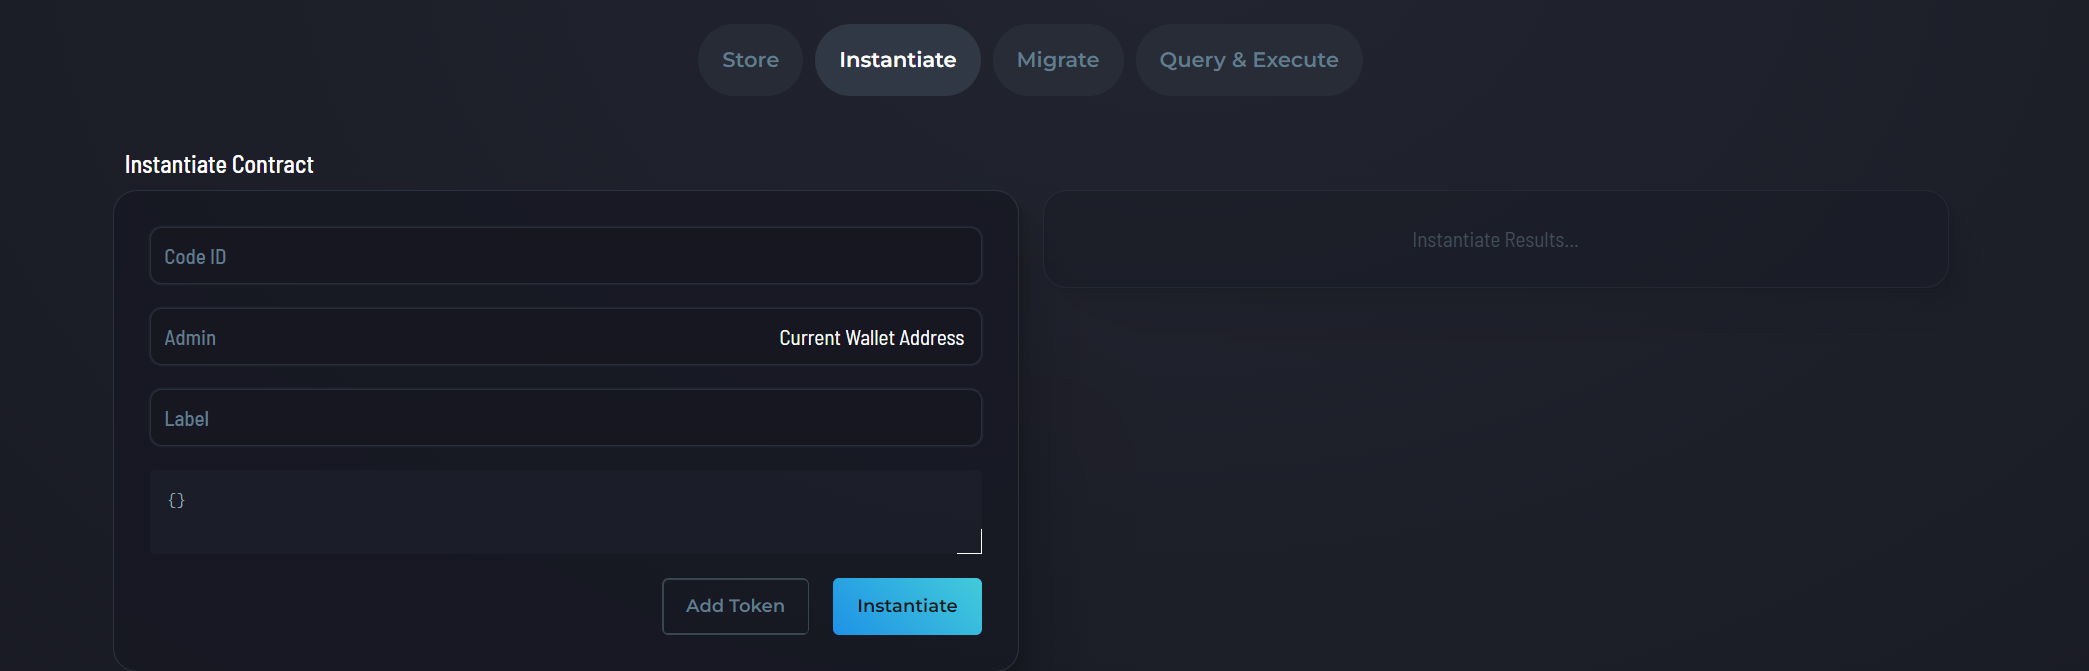 Store Instantiate Migrate Query & Execute
Instantiate Contract
Code ID
Admin Current Wallet Address
Label
{}
Add Token Instantiate
Instantiate Results...